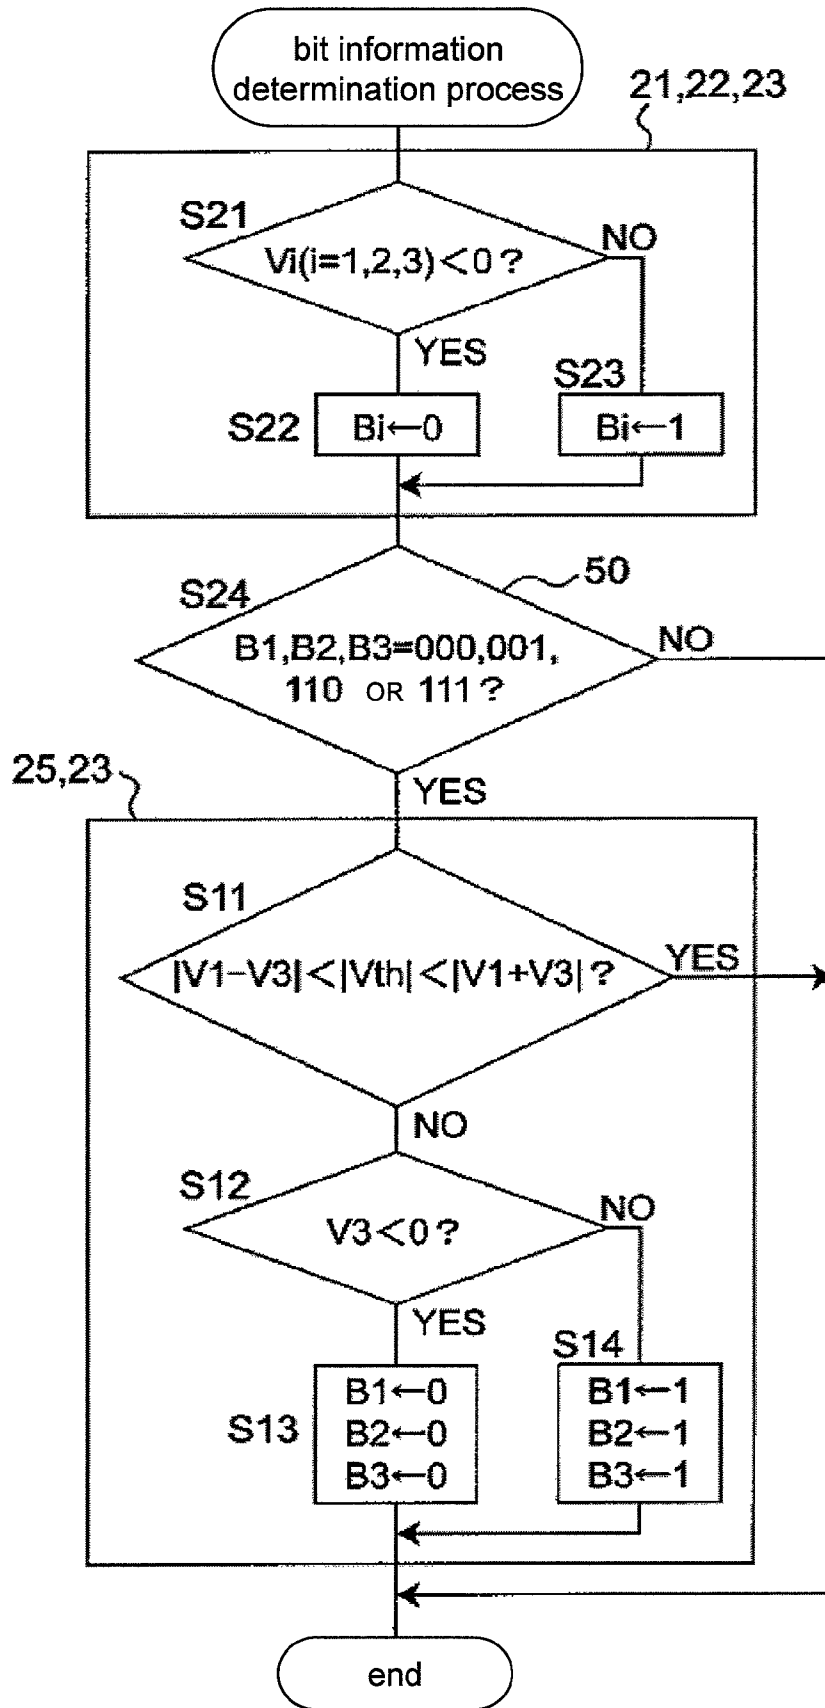 bit information
determination process
21,22,23
S21
Vi(i=1,2,3)<0?
NO
YES
S23
S22
Bi←0
Bi←1
S24
50
B1,B2,B3=000,001,
110 OR 111?
NO
25,23
YES
S11
|V1-V3|<|Vth|<|V1+V3|?
YES
NO
S12
V3<0?
NO
YES
S14
S13
B1←0
B2←0
B3←0
B1←1
B2←1
B3←1
end